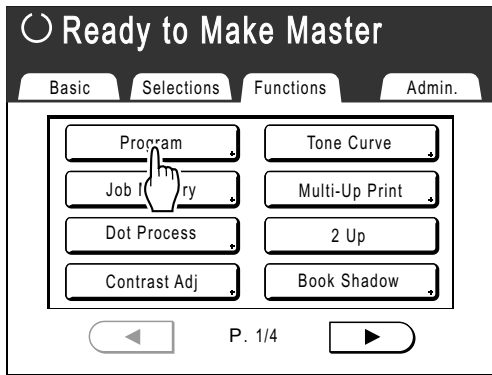 Ready to Make Master
Basic Selections Functions Admin.
Program Tone Curve
Job ry Multi-Up Print
Dot Process 2 Up
Contrast Adj Book Shadow
P. 1/4